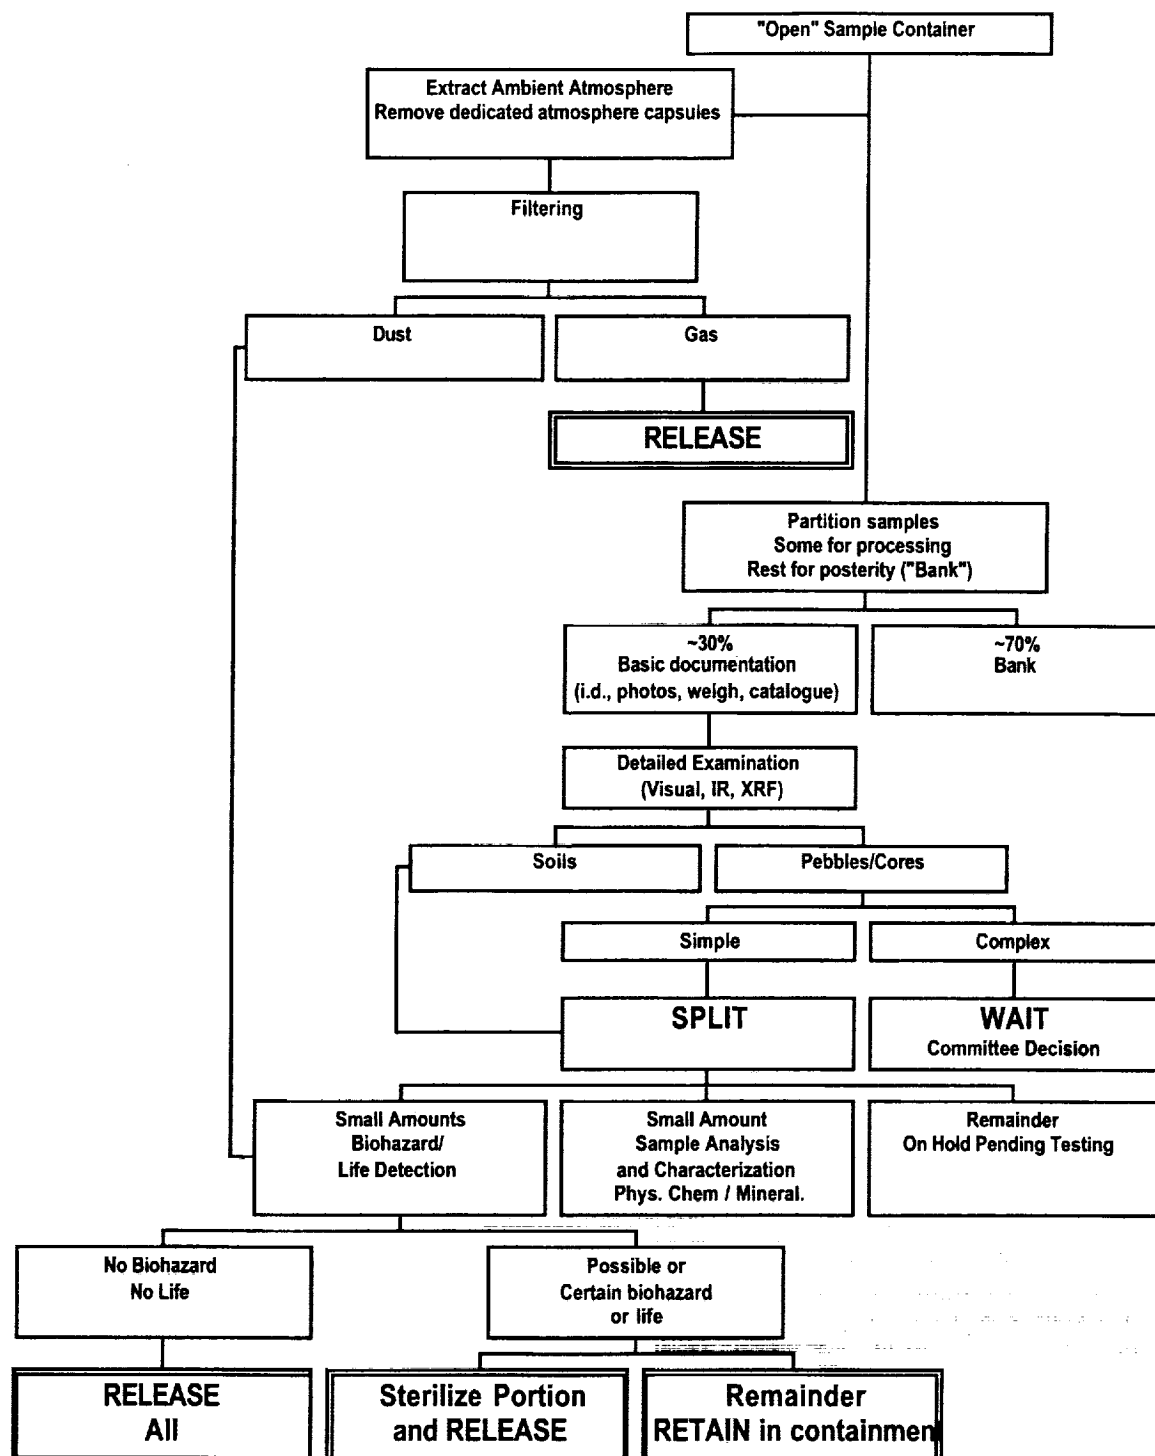 "Open" Sample Container
Extract Ambient Atmosphere
Remove dedicated atmosphere capsules
Filtering
Dust
Gas
RELEASE
Partition samples
Some for processing
Rest for posterity ("Bank")
~30%
Basic documentation
(i.d., photos, weigh, catalogue)
~70%
Bank
Detailed Examination
(Visual, IR, XRF)
Soils
Pebbles/Cores
Simple
Complex
SPLIT
WAIT
Committee Decision
Small Amounts
Biohazard/
Life Detection
Small Amount
Sample Analysis
and Characterization
Phys. Chem / Mineral.
Remainder
On Hold Pending Testing
No Biohazard
No Life
Possible or
Certain biohazard
or life
RELEASE
All
Sterilize Portion
and RELEASE
Remainder
RETAIN in containmen